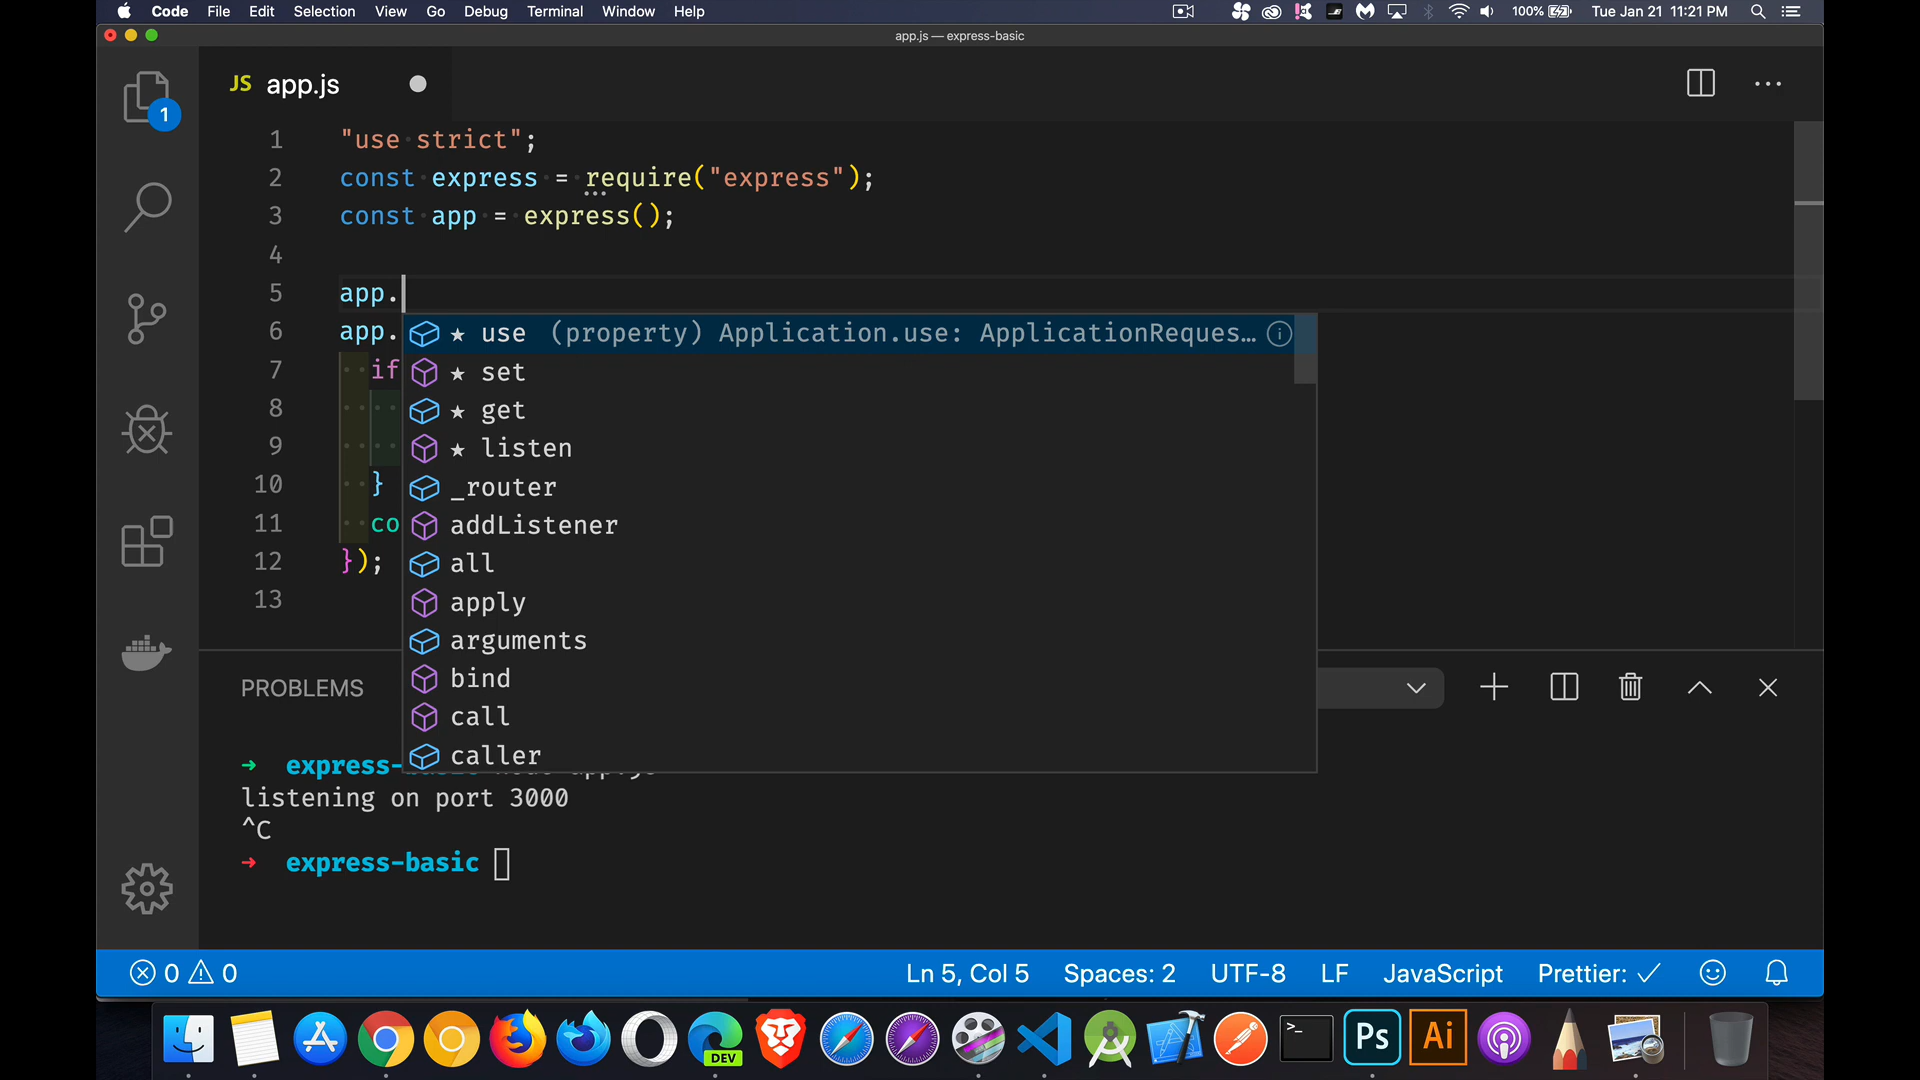 Code File Edit Selection View Go Debug Terminal Window Help 100% Tue Jan 21 11:21 PM
app.js — express-basic
JS app.js
1
1 "use strict";
2 const express = require("express");
3 const app = express();
4
5 app.
6 app.
7 if
8
9
10 }
11 co
12 });
13
★ use (property) Application.use: ApplicationReques…
★ set
★ get
★ listen
_router
addListener
all
apply
arguments
bind
call
caller
PROBLEMS
→ express-
listening on port 3000
^C
→ express-basic
0 0 Ln 5, Col 5 Spaces: 2 UTF-8 LF JavaScript Prettier: ✓
DEV >_ Ps Ai